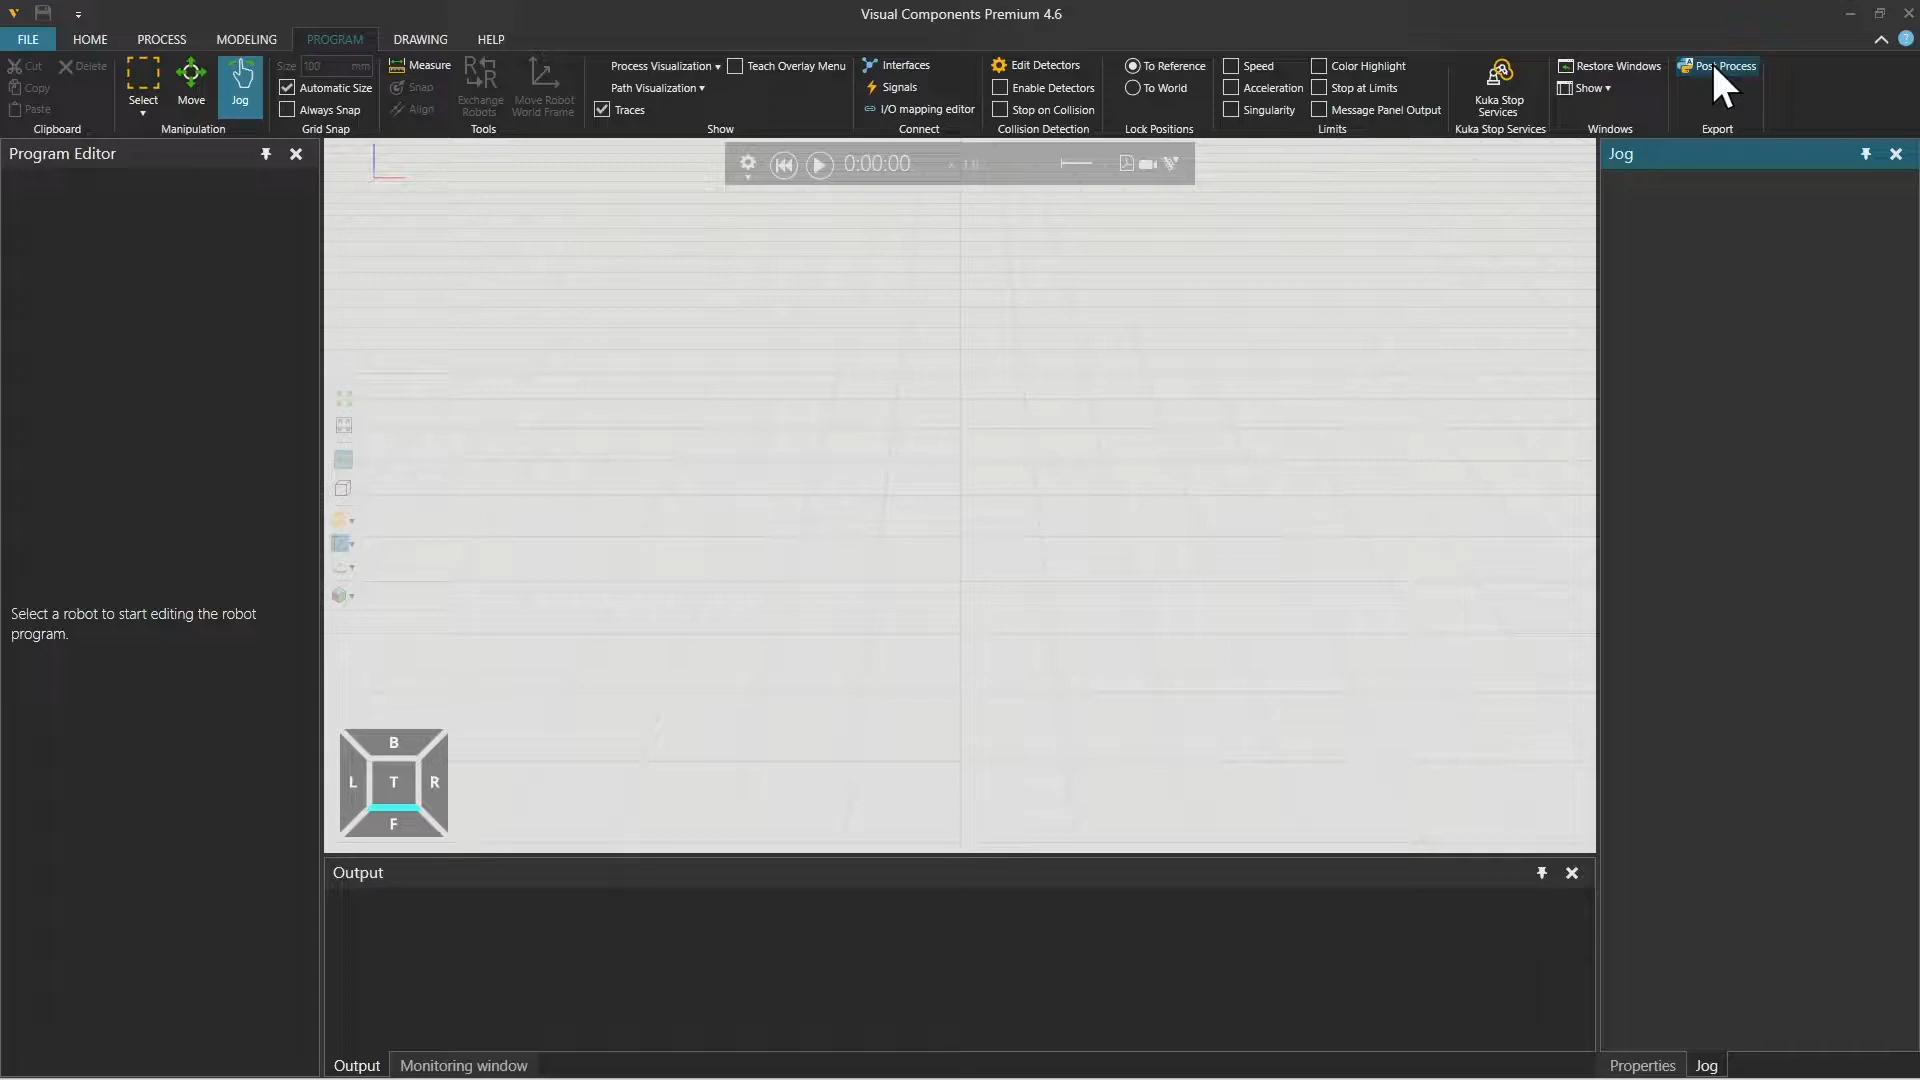 Visual Components Premium 4.6
FILE HOME PROCESS MODELING PROGRAM DRAWING HELP
Cut Delete
Copy
Paste
Clipboard
Select Move Jog
Manipulation
Size 100 mm
Automatic Size
Always Snap
Grid Snap
Measure
Snap
Align
Exchange Robots
Move Robot World Frame
Tools
Process Visualization
Path Visualization
Traces
Teach Overlay Menu
Show
Interfaces
Signals
I/O mapping editor
Connect
Edit Detectors
Enable Detectors
Stop on Collision
Collision Detection
To Reference
To World
Lock Positions
Speed
Acceleration
Singularity
Color Highlight
Stop at Limits
Message Panel Output
Limits
Kuka Stop
Services
Kuka Stop Services
Restore Windows
Show
Windows
Post Process
Export
Program Editor
Select a robot to start editing the robot
program.
0:00:00
B
L T R
F
Output
Output Monitoring window
Jog
Properties Jog